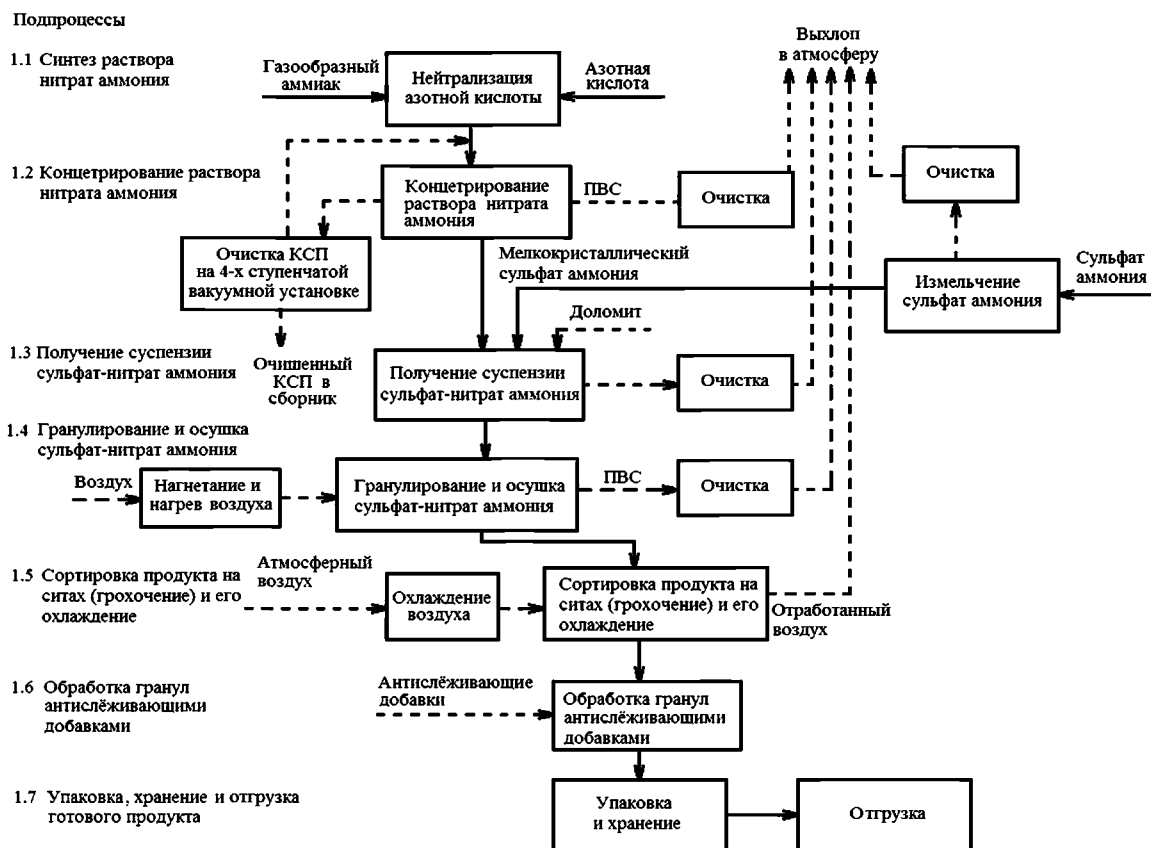 Подпроцессы
1.1 Синтез раствора
нитрат аммония
Газообразный
аммиак
Нейтрализация
азотной кислоты
Азотная
кислота
Выхлоп
в атмосферу
1.2 Концетрирование раствора
нитрата аммония
Концетрирование
раствора нитрата
аммония
ПВС
Очистка
Очистка
Очистка КСП
на 4-х ступенчатой
вакуумной установке
Мелкокристаллический
сульфат аммония
Измельчение
сульфат аммония
Сульфат
аммония
Доломит
1.3 Получение суспензии
сульфат-нитрат аммония
Очишенный
КСП в
сборник
Получение суспензии
сульфат-нитрат аммония
Очистка
1.4 Гранулирование и осушка
сульфат-нитрат аммония
Воздух
Нагнетание и
нагрев воздуха
Гранулирование и осушка
сульфат-нитрат аммония
ПВС
Очистка
1.5 Сортировка продукта на
ситах (грохочение) и его
охлаждение
Атмосферный
воздух
Охлаждение
воздуха
Сортировка продукта на
ситах (грохочение) и его
охлаждение
Отработанный
воздух
1.6 Обработка гранул
антислёживающими
добавками
Антислёживающие
добавки
Обработка гранул
антислёживающими
добавками
1.7 Упаковка, хранение и отгрузка
готового продукта
Упаковка
и хранение
Отгрузка